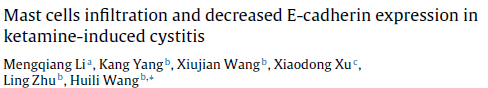 Mast cells infiltration and decreased E-cadherin expression in
ketamine-induced cystitis
Mengqiang Li a, Kang Yang b, Xiujian Wang b, Xiaodong Xu c,
Ling Zhu b, Huili Wang b,*